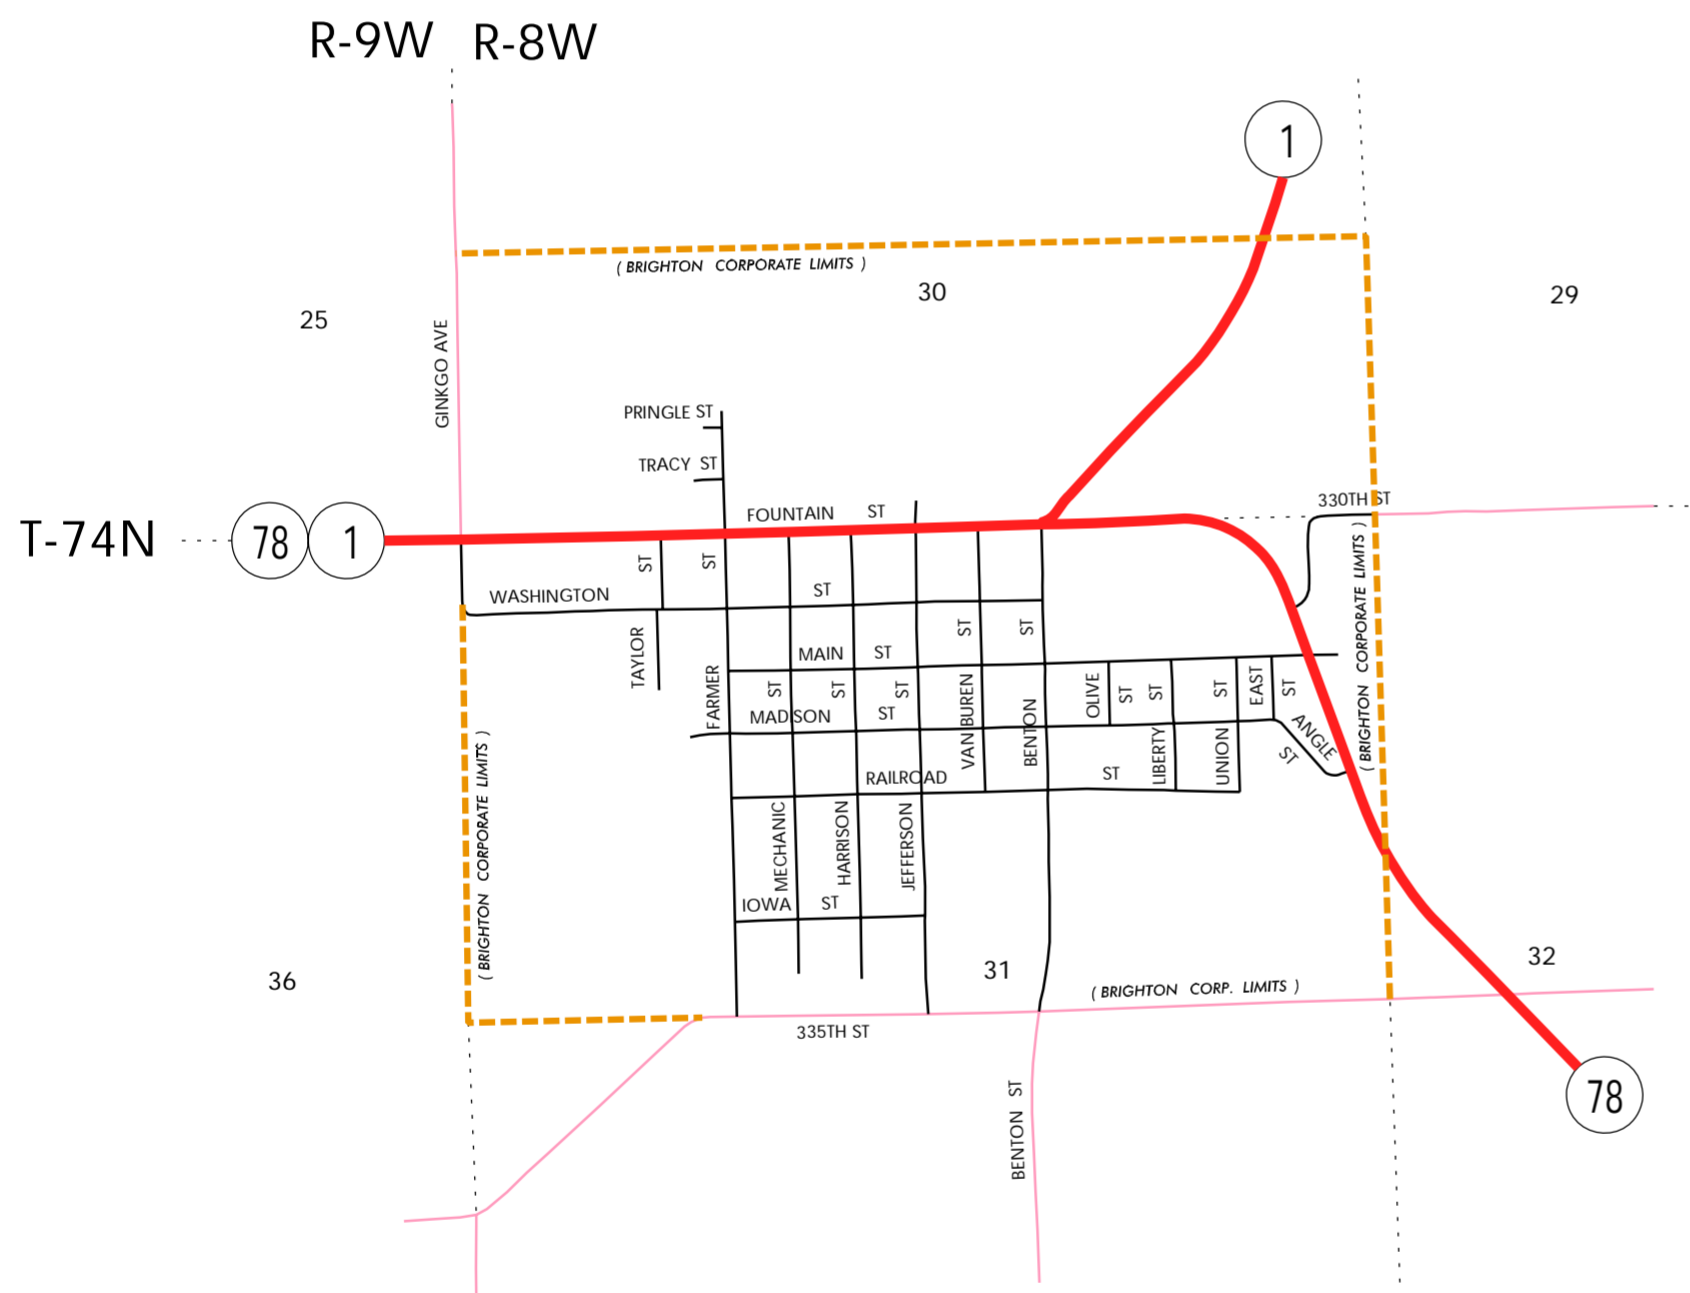 R-9W R-8W
1
( BRIGHTON CORPORATE LIMITS )
30
29
25
GINKGO AVE
PRINGLE ST
TRACY ST
330TH ST
FOUNTAIN ST
T-74N
78
1
WASHINGTON ST
TAYLOR ST
FARMER ST
MAIN ST
MADISON ST
RAILROAD ST
IOWA ST
MECHANIC ST
HARRISON ST
JEFFERSON ST
VAN BUREN ST
BENTON ST
OLIVE ST
LIBERTY ST
UNION ST
EAST ST
ANGLE ST
( BRIGHTON CORPORATE LIMITS )
( BRIGHTON CORPORATE LIMITS )
36
31
32
( BRIGHTON CORP. LIMITS )
335TH ST
BENTON ST
78